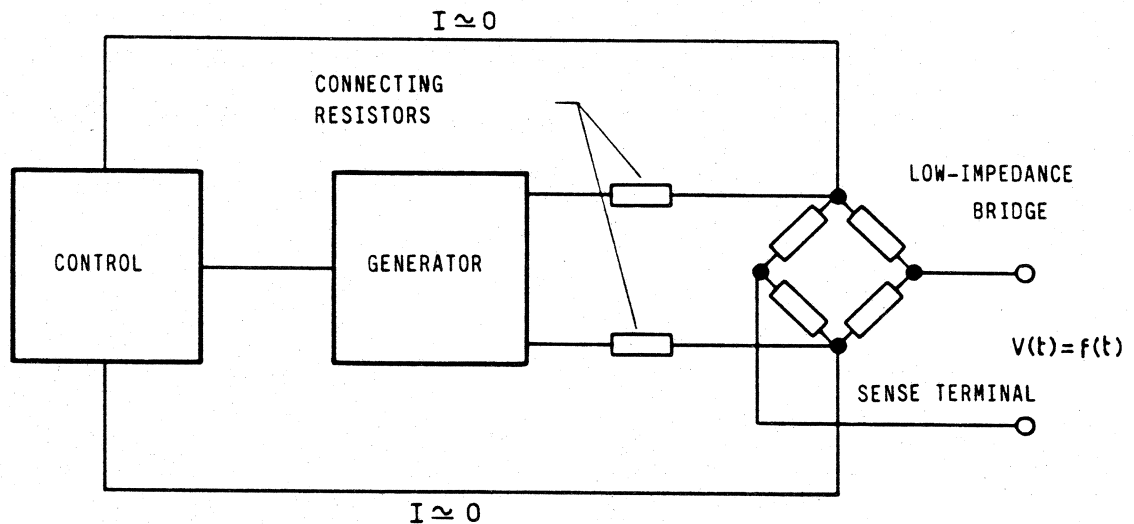 I ≃ 0
CONNECTING
RESISTORS
LOW-IMPEDANCE
BRIDGE
CONTROL
GENERATOR
V(t)=f(t)
SENSE TERMINAL
I ≃ 0